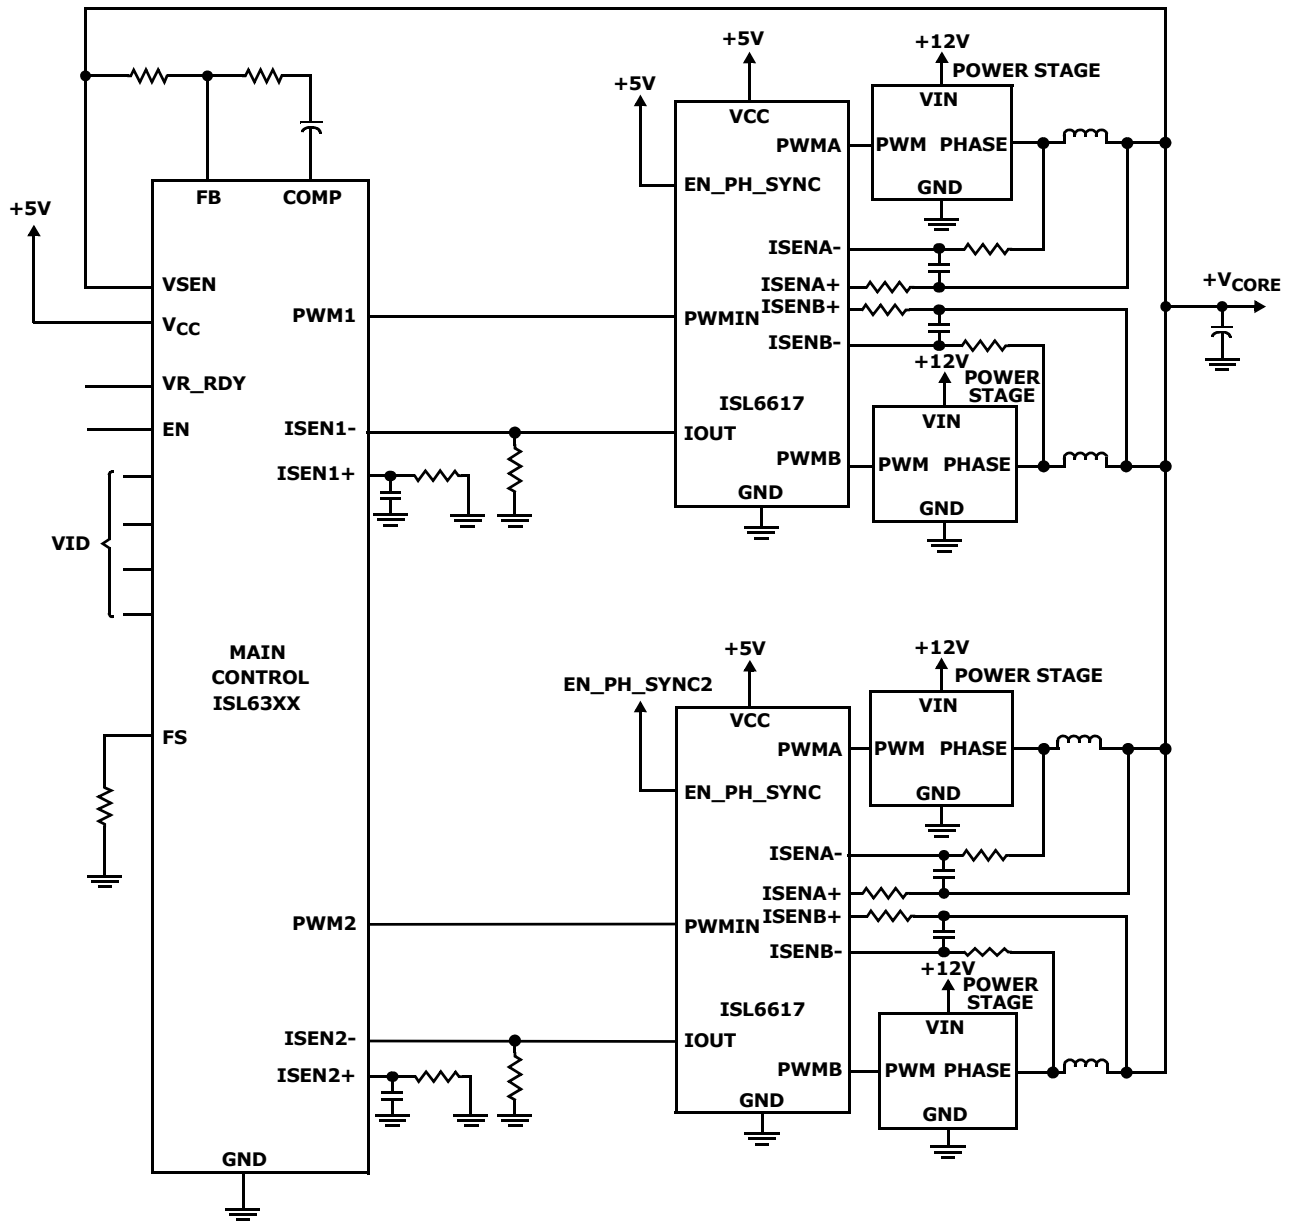 +5V
+12V
POWER STAGE
+5V
VCC
VIN
PWMA
PWM PHASE
EN_PH_SYNC
GND
FB COMP
+5V
ISENA-
VSEN
ISENA+
+VCORE
VCC
PWM1
PWMIN
ISENB+
ISENB-
+12V
POWER
STAGE
VR_RDY
ISL6617
VIN
EN
ISEN1-
IOUT
ISEN1+
PWMB
PWM PHASE
GND
GND
VID
MAIN
CONTROL
ISL63XX
+5V
+12V
POWER STAGE
EN_PH_SYNC2
VCC
VIN
FS
PWMA
PWM PHASE
EN_PH_SYNC
GND
ISENA-
ISENA+
PWM2
PWMIN
ISENB+
ISENB-
+12V
POWER
STAGE
ISL6617
VIN
ISEN2-
IOUT
ISEN2+
PWMB
PWM PHASE
GND
GND
GND